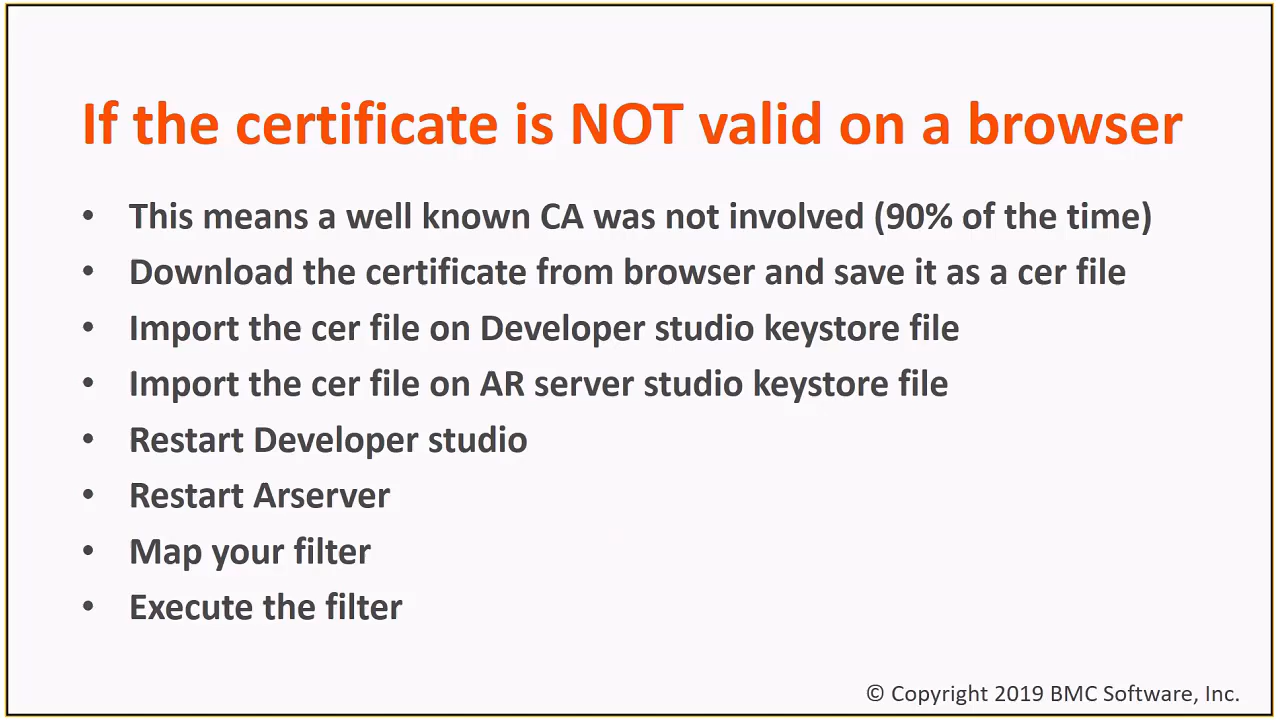 If the certificate is NOT valid on a browser
• This means a well known CA was not involved (90% of the time)
• Download the certificate from browser and save it as a cer file
• Import the cer file on Developer studio keystore file
• Import the cer file on AR server studio keystore file
• Restart Developer studio
• Restart Arserver
• Map your filter
• Execute the filter
© Copyright 2019 BMC Software, Inc.